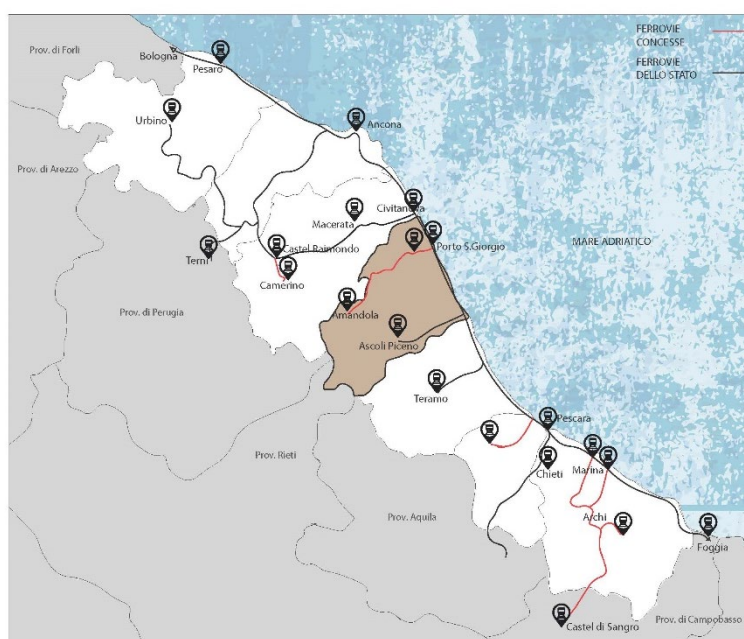 FERROVIE
CONCESSE
Prov. di Forlì
Bologna
Pesaro
FERROVIE
DELLO STATO
Urbino
Ancona
Prov. di Arezzo
Civitanova
Macerata
Castel Raimondo
Porto S.Giorgio
MARE ADRIATICO
Terni
Camerino
Prov. di Perugia
Amandola
Ascoli Piceno
Teramo
Pescara
Prov. Rieti
Chieti
Marina
Prov. Aquila
Archi
Foggia
Castel di Sangro
Prov. di Campobasso